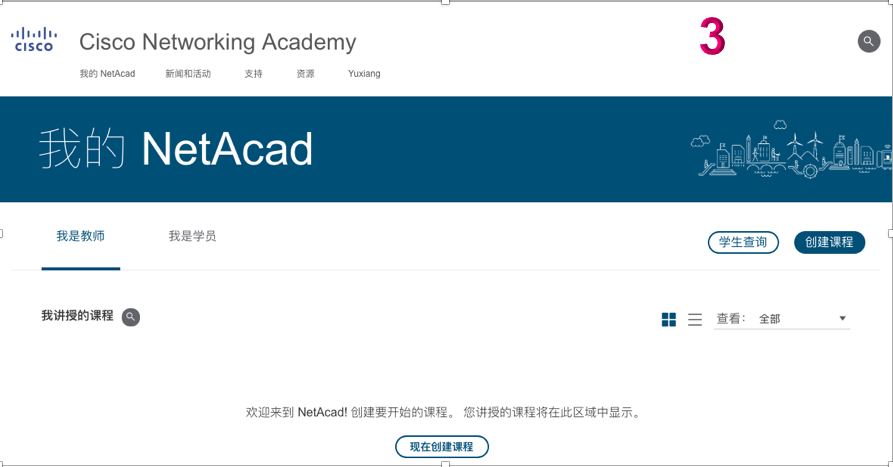 3
CISCO
Cisco Networking Academy
我的 NetAcad 新闻和活动 支持 资源 Yuxiang
我的 NetAcad
我是教师 我是学员
学生查询 创建课程
我讲授的课程
查看: 全部
欢迎来到 NetAcad! 创建要开始的课程。 您讲授的课程将在此区域中显示。
现在创建课程